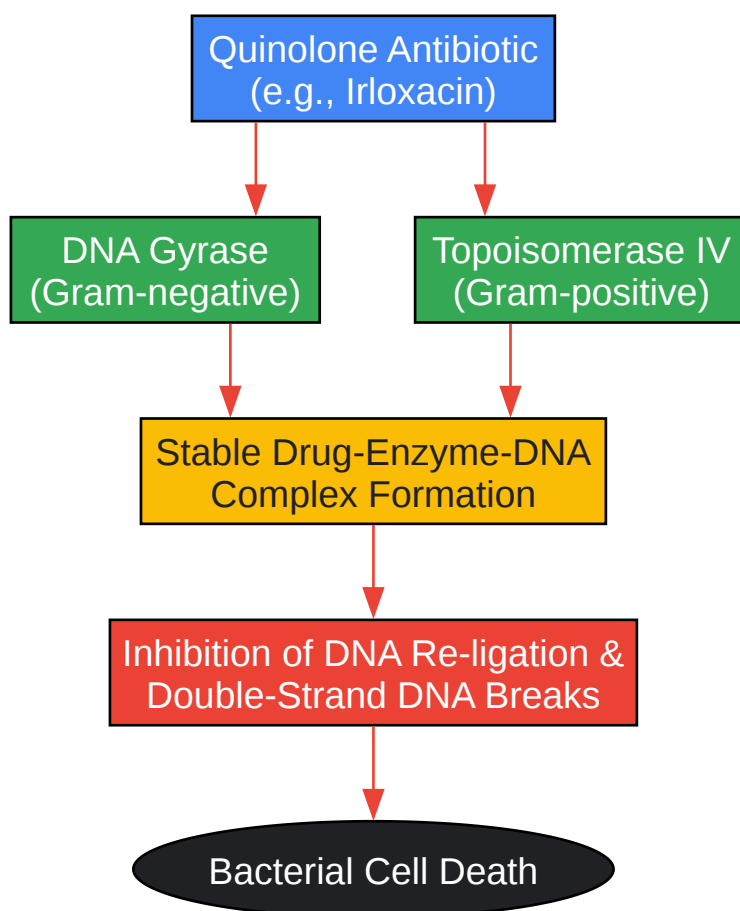 Quinolone Antibiotic
(e.g., Irloxacin)
DNA Gyrase
(Gram-negative)
Topoisomerase IV
(Gram-positive)
Stable Drug-Enzyme-DNA
Complex Formation
Inhibition of DNA Re-ligation &
Double-Strand DNA Breaks
Bacterial Cell Death